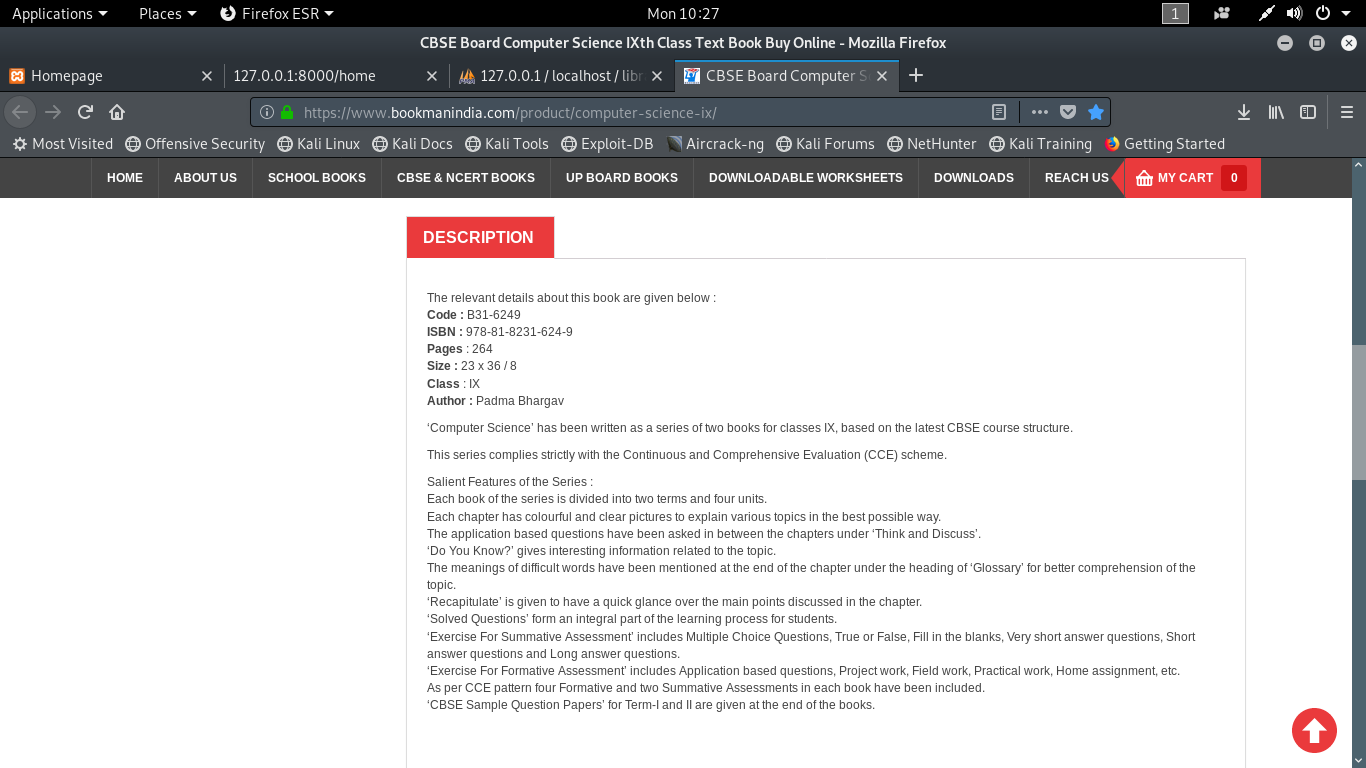 Applications Places Firefox ESR Mon 10:27 1
CBSE Board Computer Science IXth Class Text Book Buy Online - Mozilla Firefox
Homepage 127.0.0.1:8000/home 127.0.0.1 / localhost / libr CBSE Board Computer S
https://www.bookmanindia.com/product/computer-science-ix/
Most Visited Offensive Security Kali Linux Kali Docs Kali Tools Exploit-DB Aircrack-ng Kali Forums NetHunter Kali Training Getting Started
HOME ABOUT US SCHOOL BOOKS CBSE & NCERT BOOKS UP BOARD BOOKS DOWNLOADABLE WORKSHEETS DOWNLOADS REACH US MY CART 0
DESCRIPTION
The relevant details about this book are given below :
Code : B31-6249
ISBN : 978-81-8231-624-9
Pages : 264
Size : 23 x 36 / 8
Class : IX
Author : Padma Bhargav
‘Computer Science’ has been written as a series of two books for classes IX, based on the latest CBSE course structure.
This series complies strictly with the Continuous and Comprehensive Evaluation (CCE) scheme.
Salient Features of the Series :
Each book of the series is divided into two terms and four units.
Each chapter has colourful and clear pictures to explain various topics in the best possible way.
The application based questions have been asked in between the chapters under ‘Think and Discuss’.
‘Do You Know?’ gives interesting information related to the topic.
The meanings of difficult words have been mentioned at the end of the chapter under the heading of ‘Glossary’ for better comprehension of the
topic.
‘Recapitulate’ is given to have a quick glance over the main points discussed in the chapter.
‘Solved Questions’ form an integral part of the learning process for students.
‘Exercise For Summative Assessment’ includes Multiple Choice Questions, True or False, Fill in the blanks, Very short answer questions, Short
answer questions and Long answer questions.
‘Exercise For Formative Assessment’ includes Application based questions, Project work, Field work, Practical work, Home assignment, etc.
As per CCE pattern four Formative and two Summative Assessments in each book have been included.
‘CBSE Sample Question Papers’ for Term-I and II are given at the end of the books.